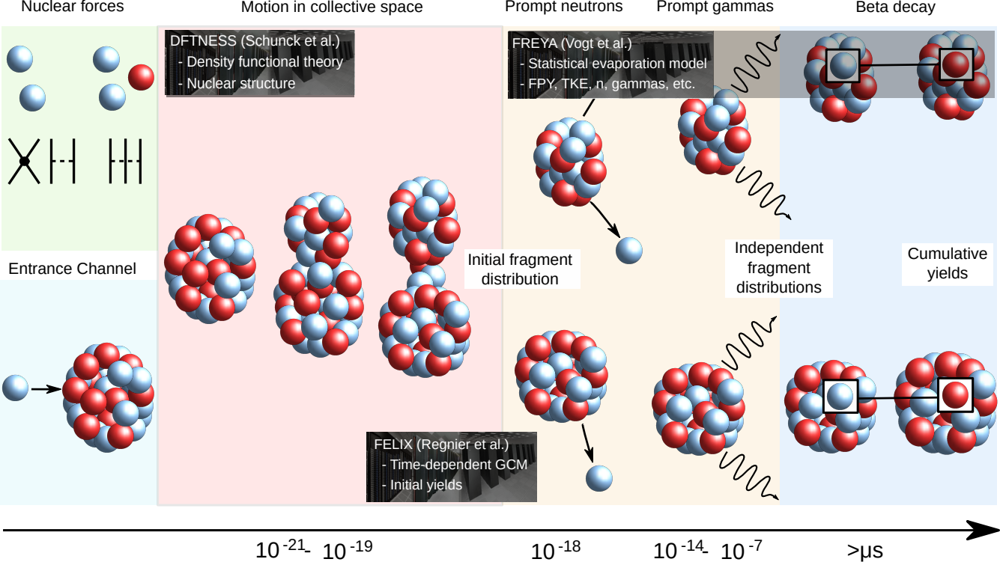 Nuclear forces
Motion in collective space
Prompt neutrons
Prompt gammas
Beta decay
DFTNESS (Schunck et al.)
- Density functional theory
- Nuclear structure
FREYA (Vogt et al.)
- Statistical evaporation model
- FPY, TKE, n, gammas, etc.
Entrance Channel
Initial fragment
distribution
Independent
fragment
distributions
Cumulative
yields
FELIX (Regnier et al.)
- Time-dependent GCM
- Initial yields
10^-21 - 10^-19
10^-18
10^-14 - 10^-7
>μs